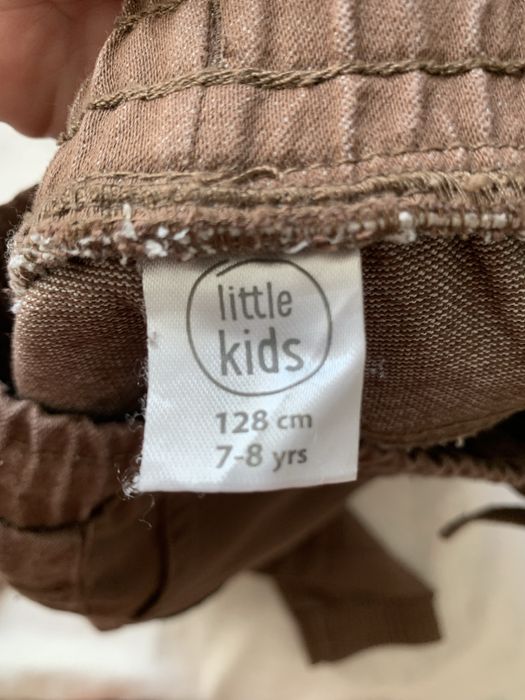 little
kids
128 cm
7-8 yrs